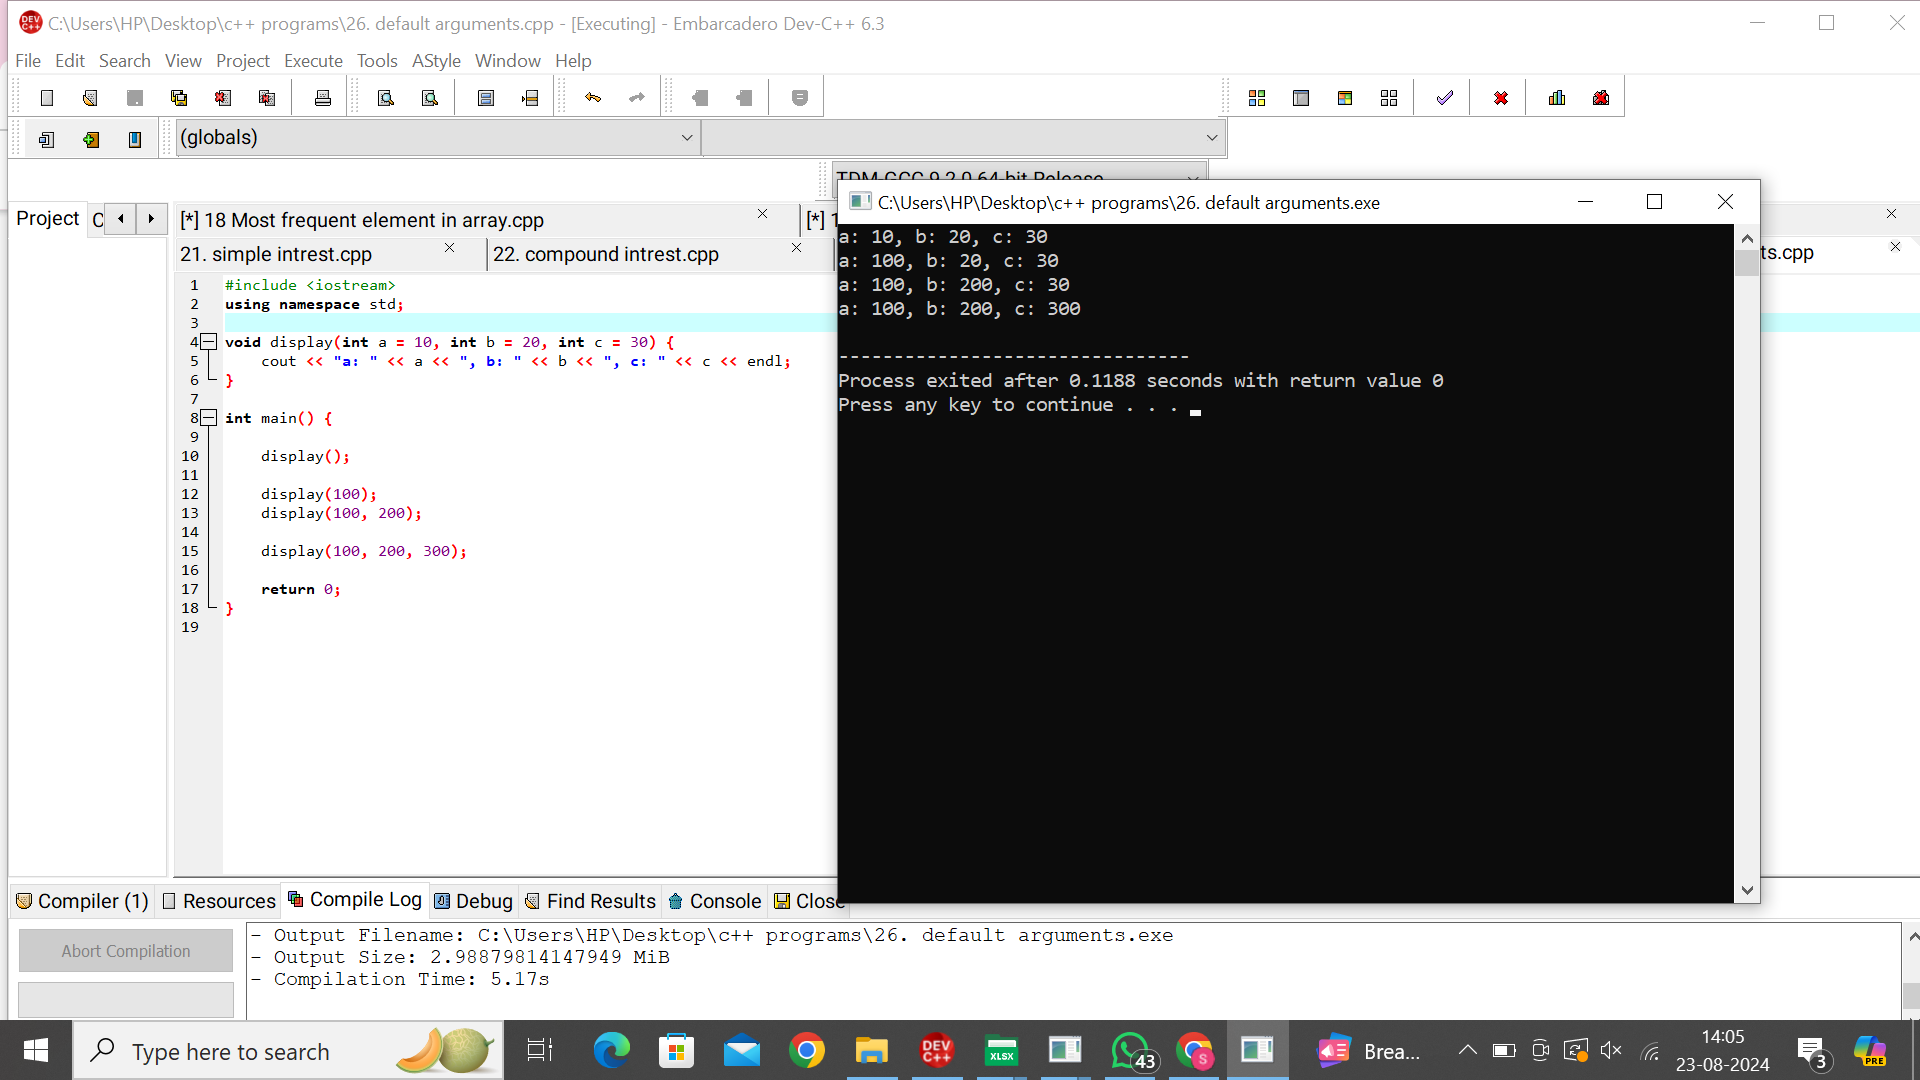 C:\Users\HP\Desktop\c++ programs\26. default arguments.cpp - [Executing] - Embarcadero Dev-C++ 6.3
File Edit Search View Project Execute Tools AStyle Window Help
(globals)
TDM-GCC 9.2.0 64-bit Release
Project
[*] 18 Most frequent element in array.cpp
21. simple intrest.cpp
22. compound intrest.cpp
ts.cpp
1 #include <iostream>
2 using namespace std;
3
4 void display(int a = 10, int b = 20, int c = 30) {
5 cout << "a: " << a << ", b: " << b << ", c: " << c << endl;
6 }
7
8 int main() {
9
10 display();
11
12 display(100);
13 display(100, 200);
14
15 display(100, 200, 300);
16
17 return 0;
18 }
19
C:\Users\HP\Desktop\c++ programs\26. default arguments.exe
a: 10, b: 20, c: 30
a: 100, b: 20, c: 30
a: 100, b: 200, c: 30
a: 100, b: 200, c: 300
--------------------------------
Process exited after 0.1188 seconds with return value 0
Press any key to continue . . .
Compiler (1) Resources Compile Log Debug Find Results Console Close
Abort Compilation
- Output Filename: C:\Users\HP\Desktop\c++ programs\26. default arguments.exe
- Output Size: 2.98879814147949 MiB
- Compilation Time: 5.17s
Type here to search
DEV C++
XLSX
43
S
Brea...
14:05
23-08-2024
3
PRE